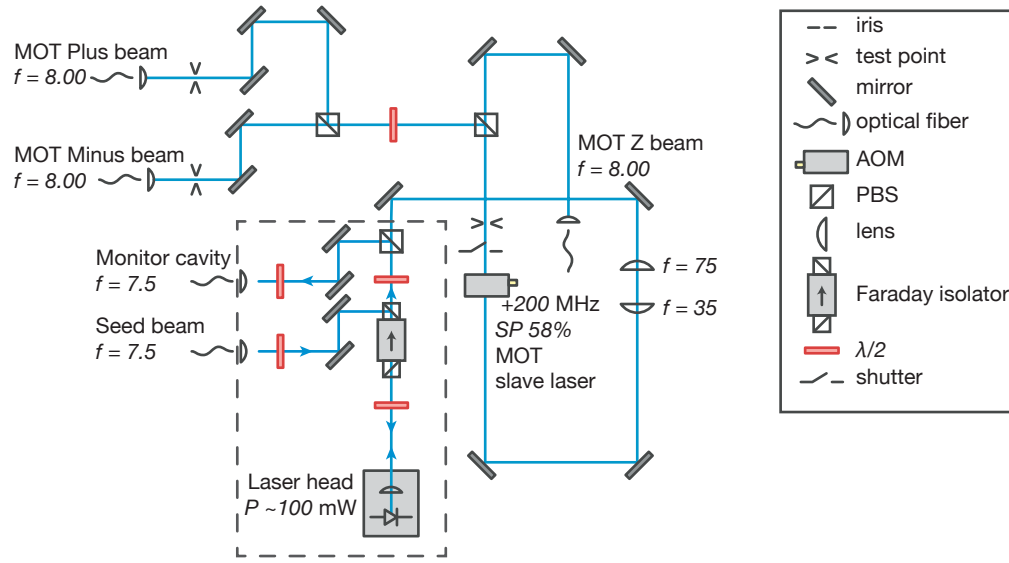 MOT Plus beam
f = 8.00
MOT Minus beam
f = 8.00
MOT Z beam
f = 8.00
Monitor cavity
f = 7.5
Seed beam
f = 7.5
f = 75
f = 35
+200 MHz
SP 58%
MOT
slave laser
Laser head
P ~100 mW
iris
test point
mirror
optical fiber
AOM
PBS
lens
Faraday isolator
λ/2
shutter